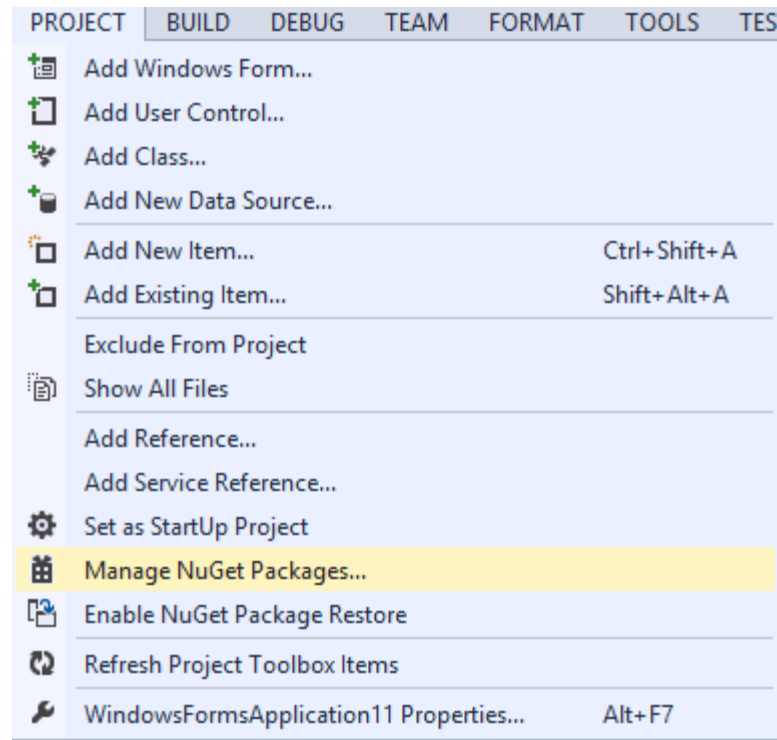 PROJECT BUILD DEBUG TEAM FORMAT TOOLS TES
Add Windows Form...
Add User Control...
Add Class...
Add New Data Source...
Add New Item... Ctrl+Shift+A
Add Existing Item... Shift+Alt+A
Exclude From Project
Show All Files
Add Reference...
Add Service Reference...
Set as StartUp Project
Manage NuGet Packages...
Enable NuGet Package Restore
Refresh Project Toolbox Items
WindowsFormsApplication11 Properties... Alt+F7